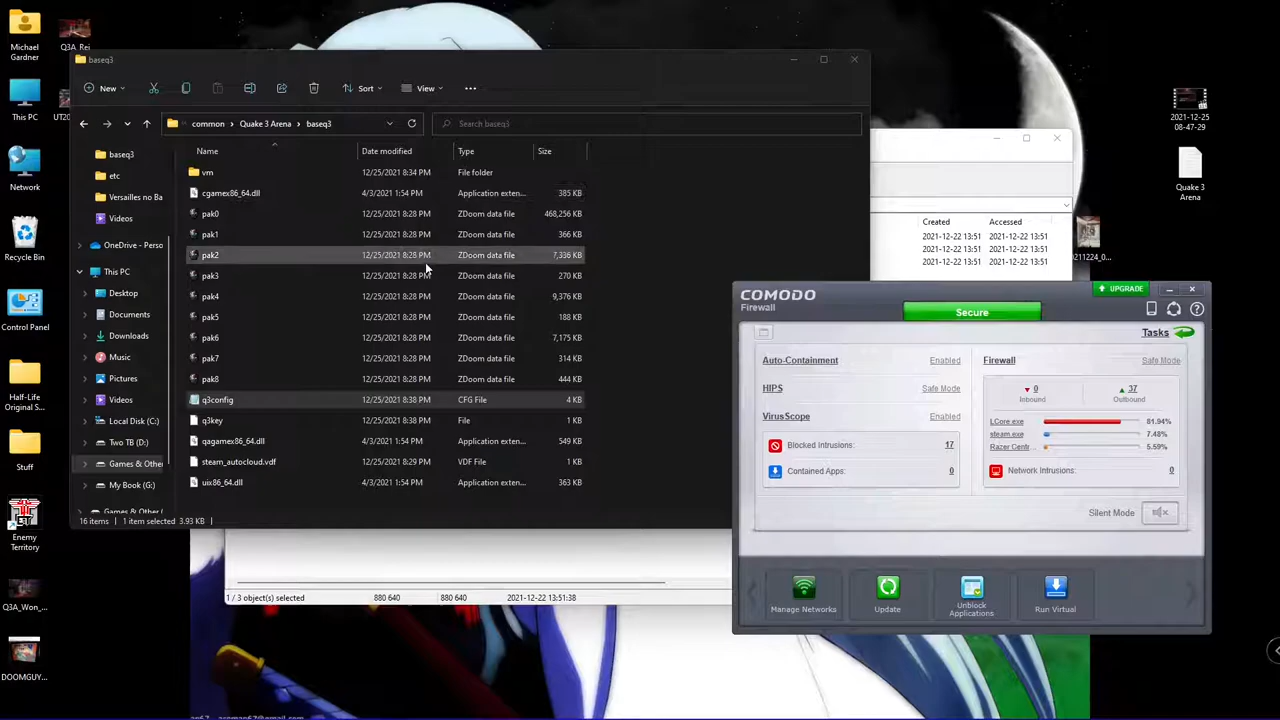 Michael
Gardner
Q3A_Rei
This PC
UT20
Network
Recycle Bin
Control Panel
Half-Life
Original S...
Stuff
Enemy
Territory
Q3A_Won_...
DOOMGUY...
baseq3
New
Sort
View
common
Quake 3 Arena
baseq3
Search baseq3
Name
Date modified
Type
Size
baseq3
etc
Versailles no Ba
Videos
OneDrive - Perso
This PC
Desktop
Documents
Downloads
Music
Pictures
Videos
Local Disk (C:)
Two TB (D:)
Games & Other
My Book (G:)
Games & Other (
vm 12/25/2021 8:34 PM File folder
cgamex86_64.dll 4/3/2021 1:54 PM Application exten... 385 KB
pak0 12/25/2021 8:28 PM ZDoom data file 468,256 KB
pak1 12/25/2021 8:28 PM ZDoom data file 366 KB
pak2 12/25/2021 8:28 PM ZDoom data file 7,336 KB
pak3 12/25/2021 8:28 PM ZDoom data file 270 KB
pak4 12/25/2021 8:28 PM ZDoom data file 9,376 KB
pak5 12/25/2021 8:28 PM ZDoom data file 188 KB
pak6 12/25/2021 8:28 PM ZDoom data file 7,175 KB
pak7 12/25/2021 8:28 PM ZDoom data file 314 KB
pak8 12/25/2021 8:28 PM ZDoom data file 444 KB
q3config 12/25/2021 8:38 PM CFG File 4 KB
q3key 12/25/2021 8:38 PM File 1 KB
qagamex86_64.dll 4/3/2021 1:54 PM Application exten... 549 KB
steam_autocloud.vdf 12/25/2021 8:29 PM VDF File 1 KB
uix86_64.dll 4/3/2021 1:54 PM Application exten... 363 KB
16 items 1 item selected 3.93 KB
Created Accessed
2021-12-22 13:51 2021-12-22 13:51
2021-12-22 13:51 2021-12-22 13:51
2021-12-22 13:51 2021-12-22 13:51
1 / 3 object(s) selected 880 640 880 640 2021-12-22 13:51:38
2021-12-25
08-47-29
Quake 3
Arena
20211224_0...
COMODO
Firewall
UPGRADE
Secure
Tasks
Auto-Containment Enabled
HIPS Safe Mode
VirusScope Enabled
Blocked Intrusions: 17
Contained Apps: 0
Firewall Safe Mode
0 37
Inbound Outbound
LCore.exe 81.94%
steam.exe 7.48%
Razer Centr... 5.59%
Network Intrusions: 0
Silent Mode
Manage Networks
Update
Unblock
Applications
Run Virtual